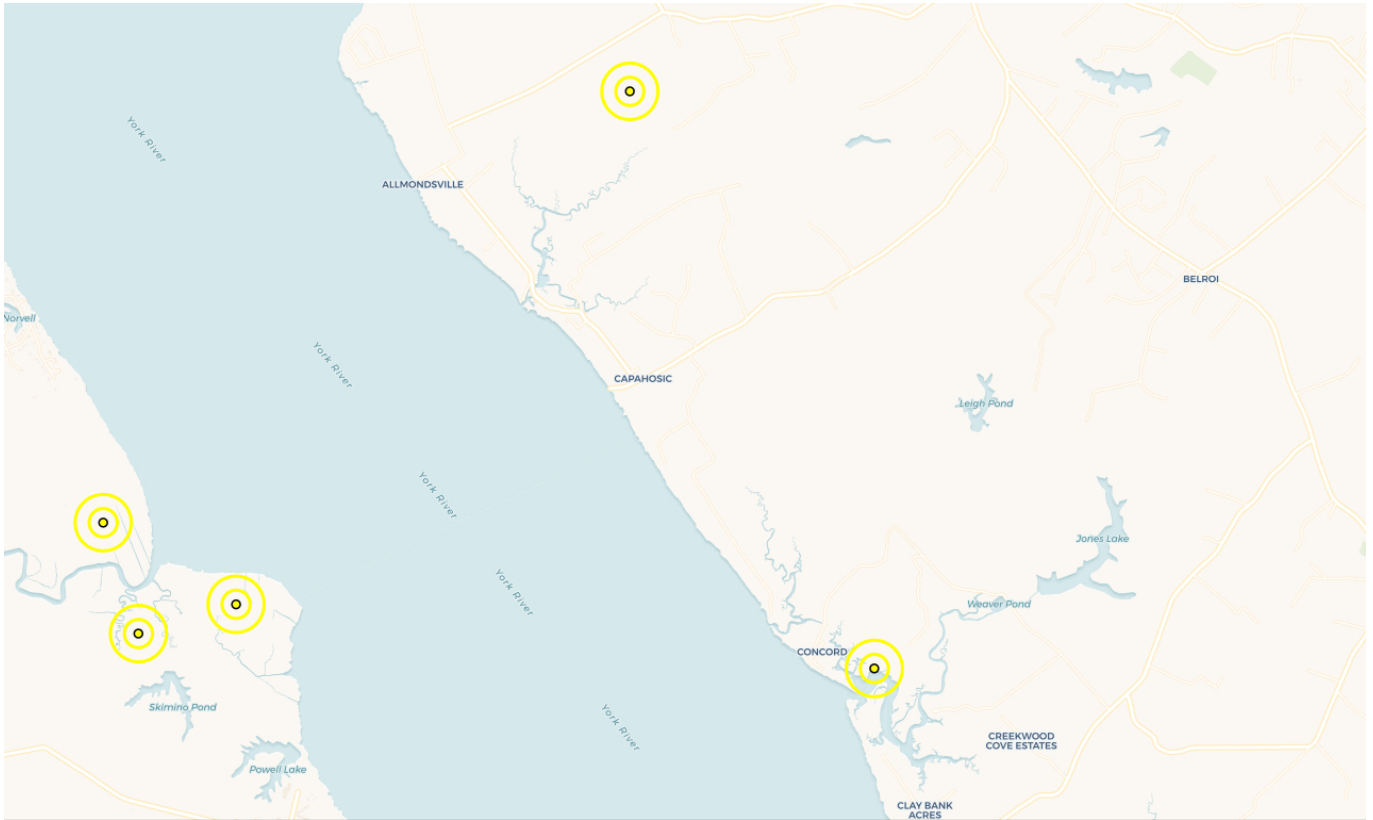 York River
ALLMONDSVILLE
BELROI
Norvell
York River
CAPAHOSIC
Leigh Pond
York River
Jones Lake
York River
Weaver Pond
CONCORD
Skimino Pond
York River
CREEKWOOD
COVE ESTATES
Powell Lake
CLAY BANK
ACRES